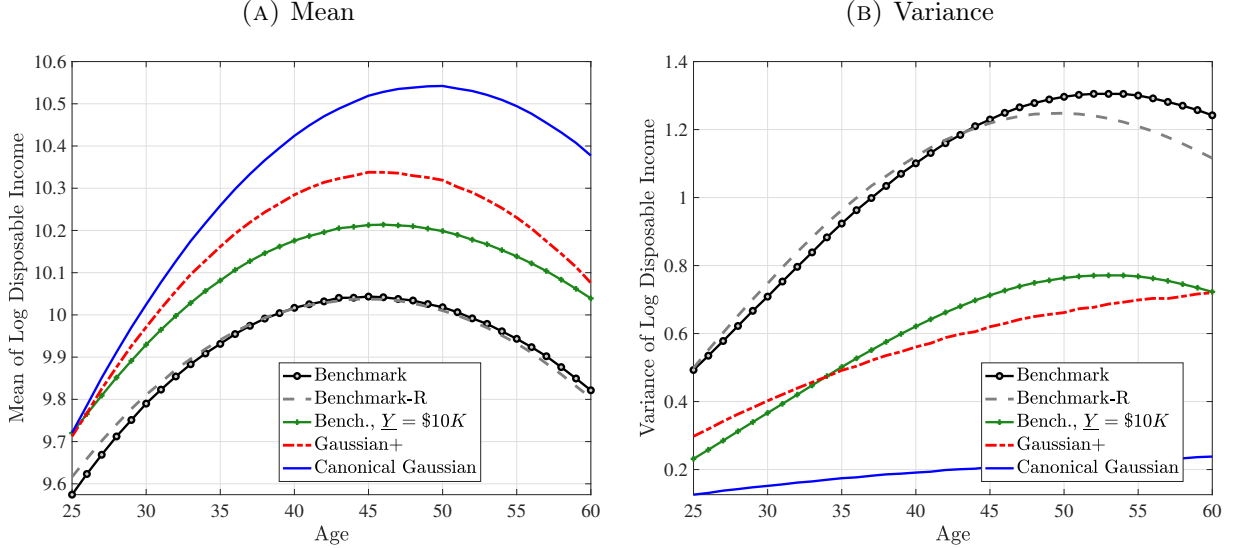 (A) Mean
10.6
10.5
10.4
10.3
10.2
10.1
10
9.9
9.8
9.7
9.6
Mean of Log Disposable Income
25 30 35 40 45 50 55 60
Age
Benchmark
Benchmark-R
Bench., Y = $10K
Gaussian+
Canonical Gaussian
(B) Variance
1.4
1.2
1
0.8
0.6
0.4
0.2
Variance of Log Disposable Income
25 30 35 40 45 50 55 60
Age
Benchmark
Benchmark-R
Bench., Y = $10K
Gaussian+
Canonical Gaussian